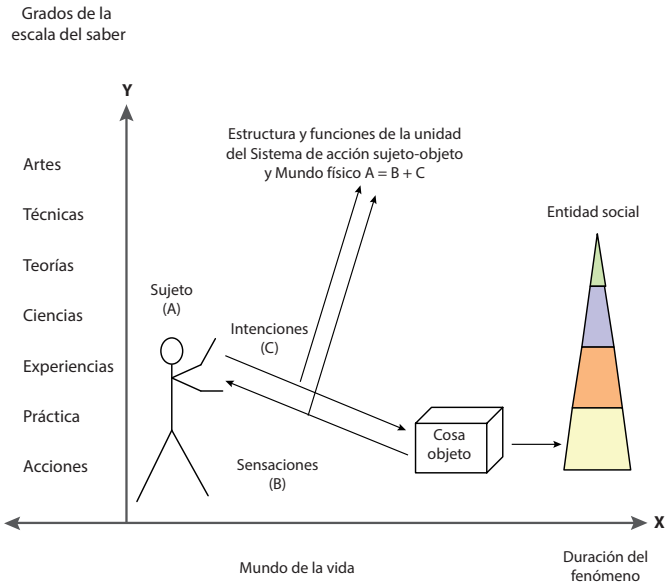 Grados de la
escala del saber
Y
Estructura y funciones de la unidad
del Sistema de acción sujeto-objeto
y Mundo físico A = B + C
Artes
Técnicas
Entidad social
Teorías
Sujeto
(A)
Ciencias
Intenciones
(C)
Experiencias
Práctica
Cosa
objeto
Acciones
Sensaciones
(B)
X
Mundo de la vida
Duración del
fenómeno